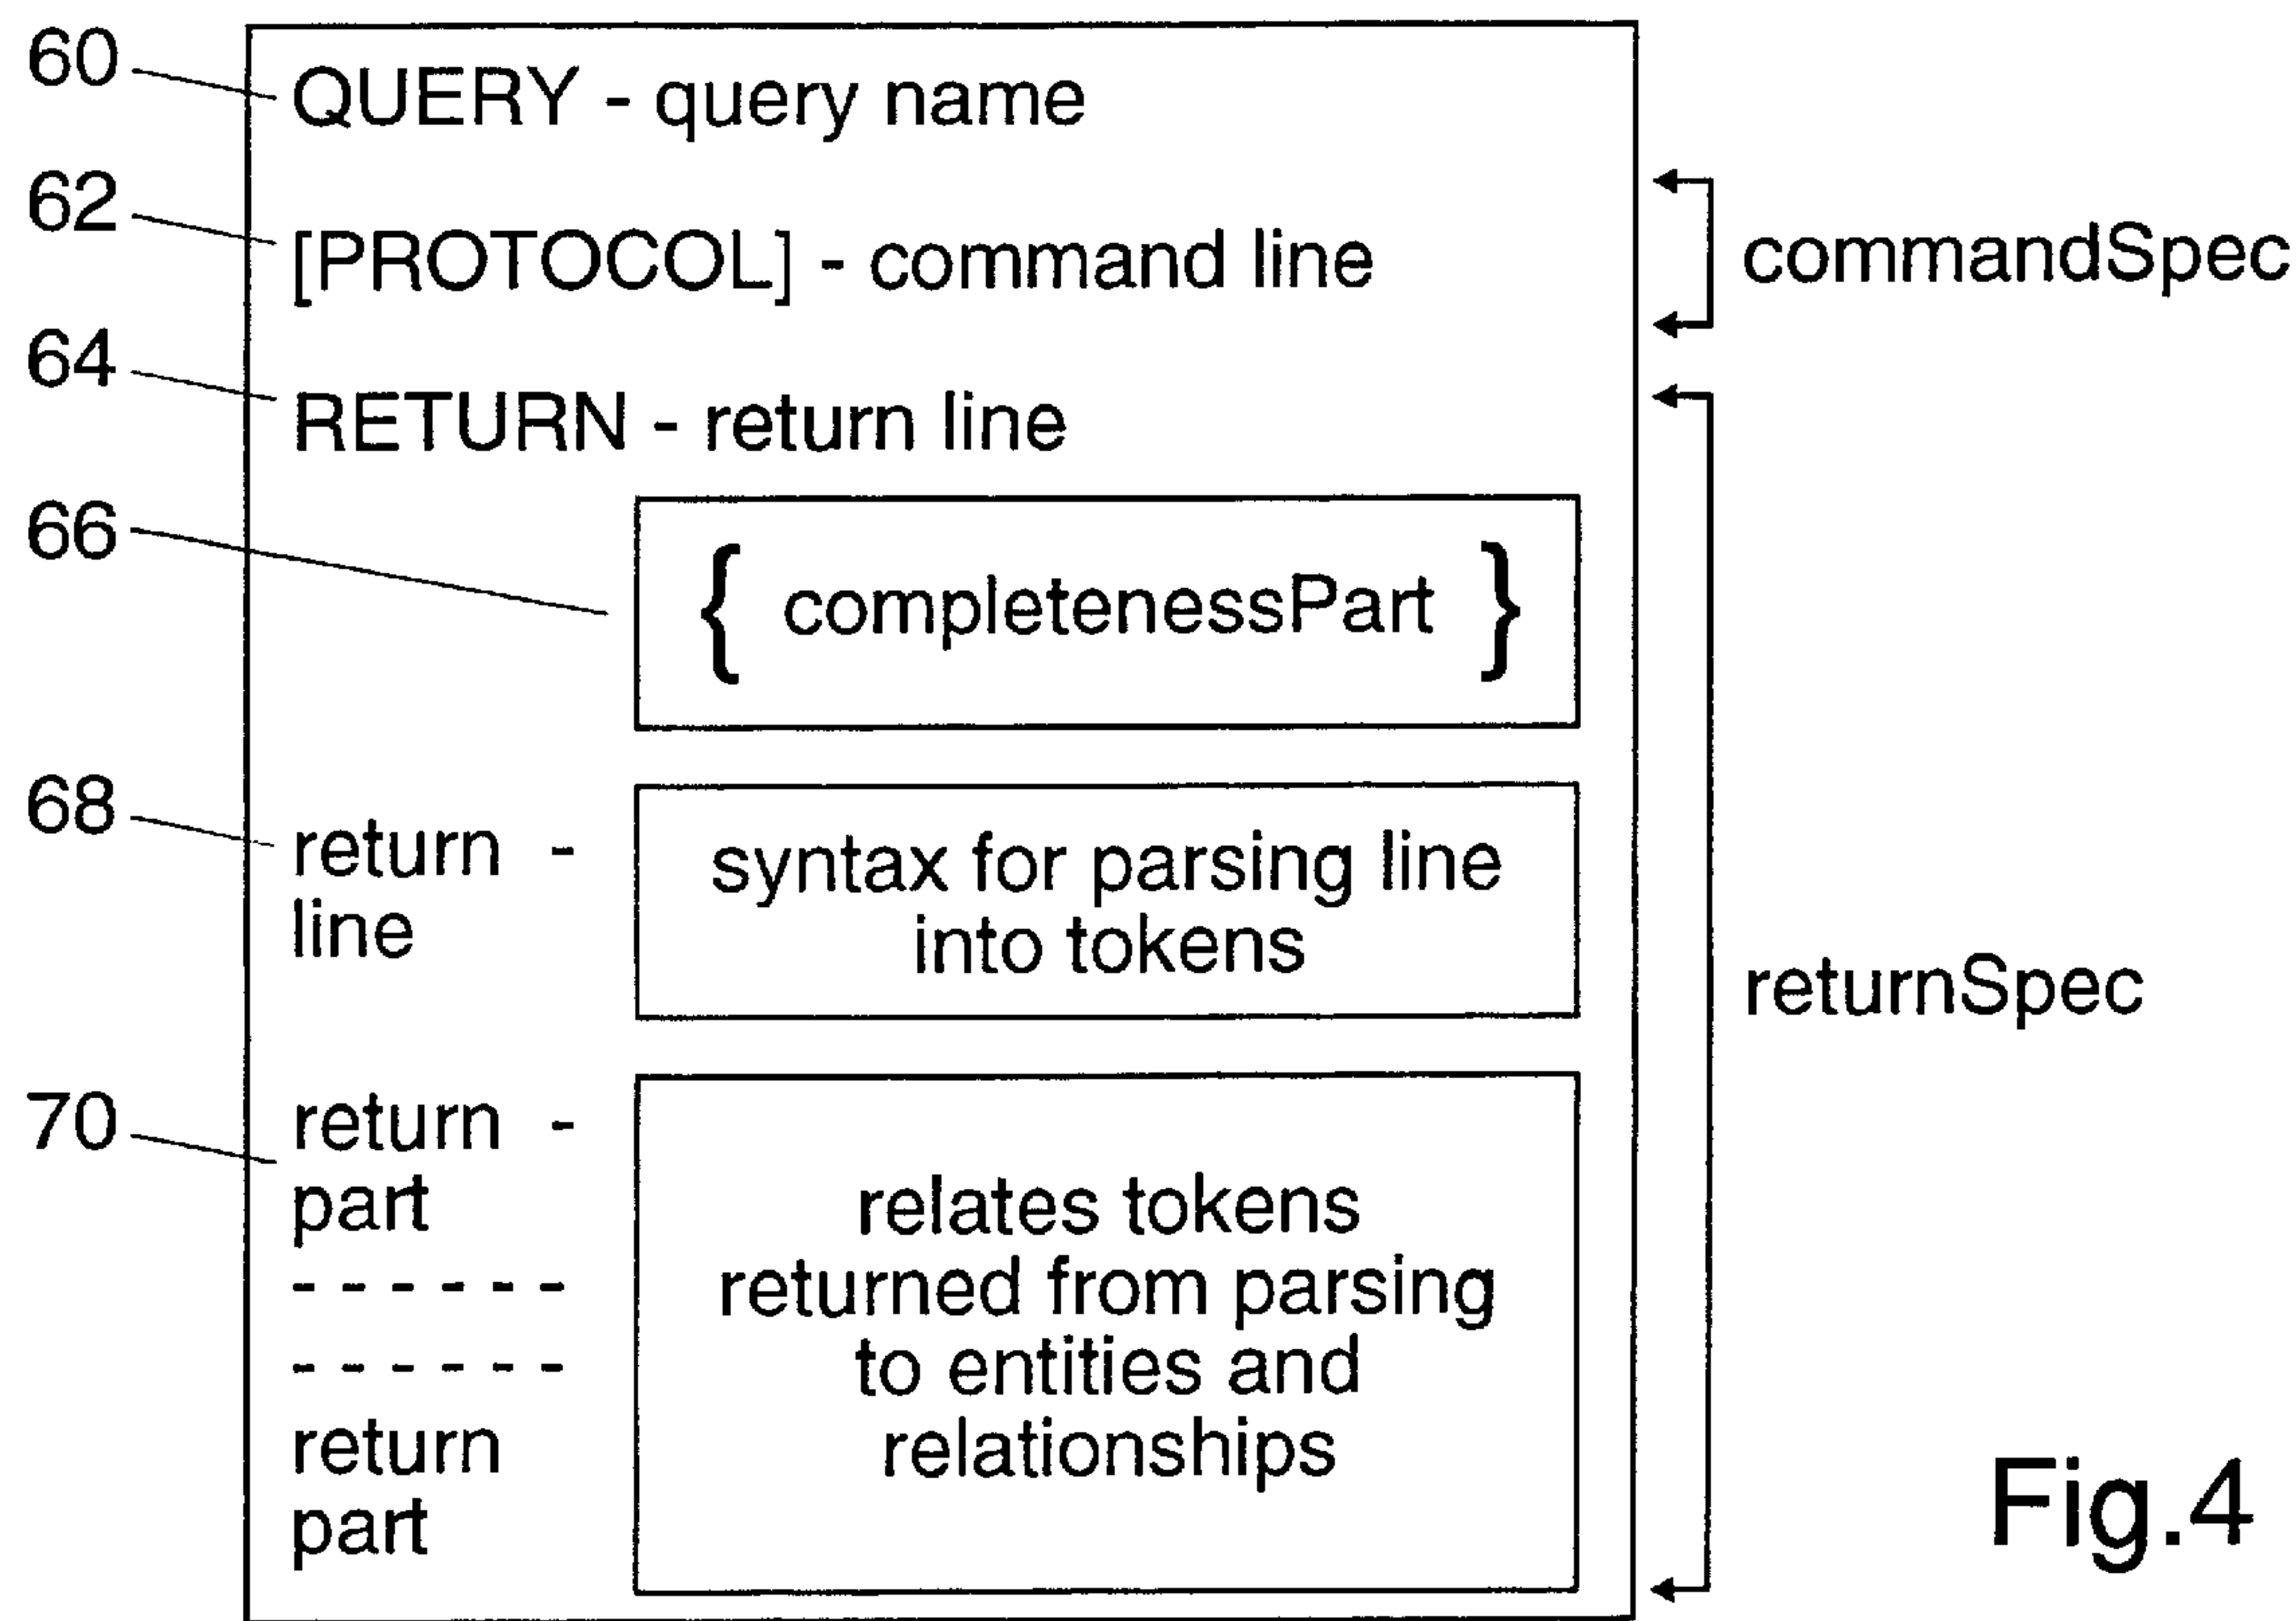 60
QUERY - query name
62
[PROTOCOL] - command line
commandSpec
64
RETURN - return line
66
{ completenessPart }
68
return -
line
syntax for parsing line
into tokens
returnSpec
70
return -
part
- - - - - -
- - - - - -
return
part
relates tokens
returned from parsing
to entities and
relationships
Fig.4